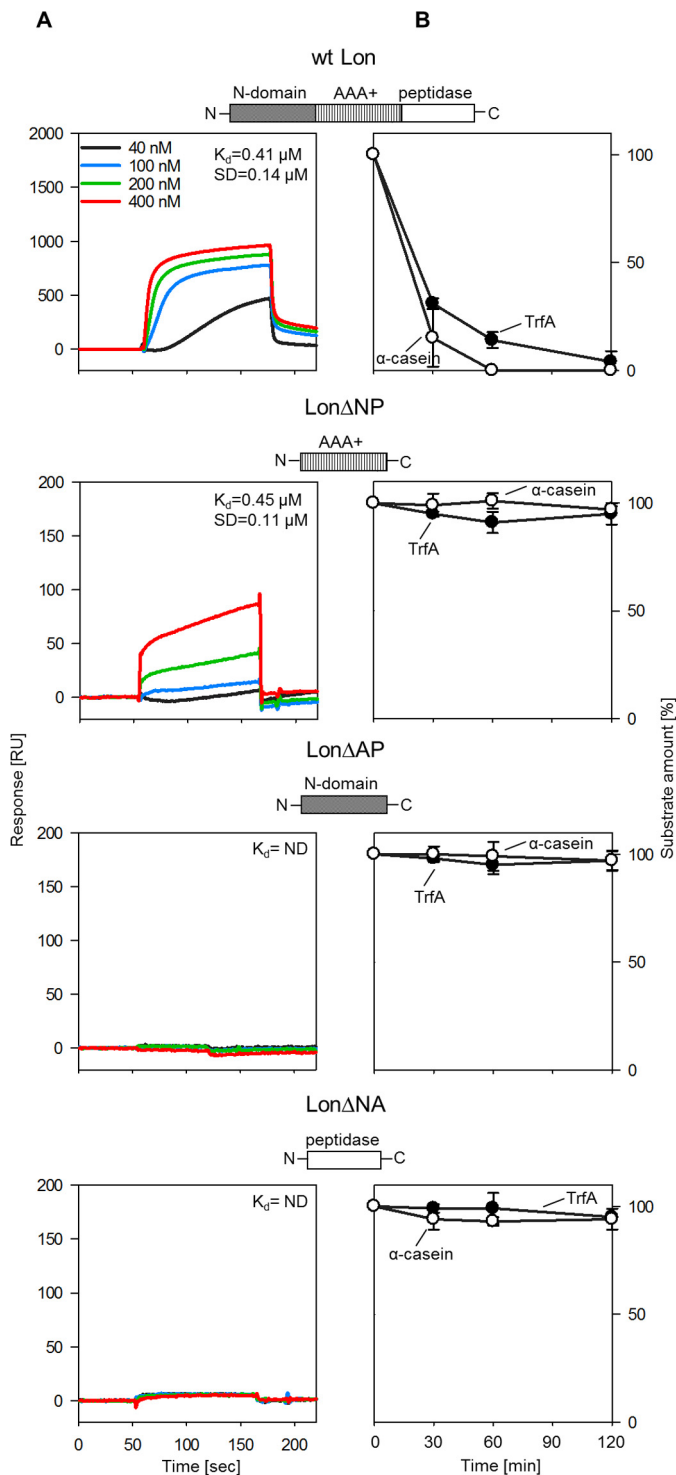 A B
wt Lon
N-domain AAA+ peptidase
N C
2000
1500
1000
500
0
40 nM
100 nM
200 nM
400 nM
Kd=0.41 µM
SD=0.14 µM
100
50
0
TrfA
α-casein
LonΔNP
AAA+
N C
200
150
100
50
0
Kd=0.45 µM
SD=0.11 µM
α-casein
TrfA
100
50
0
Response [RU]
Substrate amount [%]
LonΔAP
N-domain
N C
200
150
100
50
0
Kd= ND
α-casein
TrfA
100
50
0
LonΔNA
peptidase
N C
200
150
100
50
0
Kd= ND
TrfA
α-casein
100
50
0
0 50 100 150 200
Time [sec]
0 30 60 90 120
Time [min]